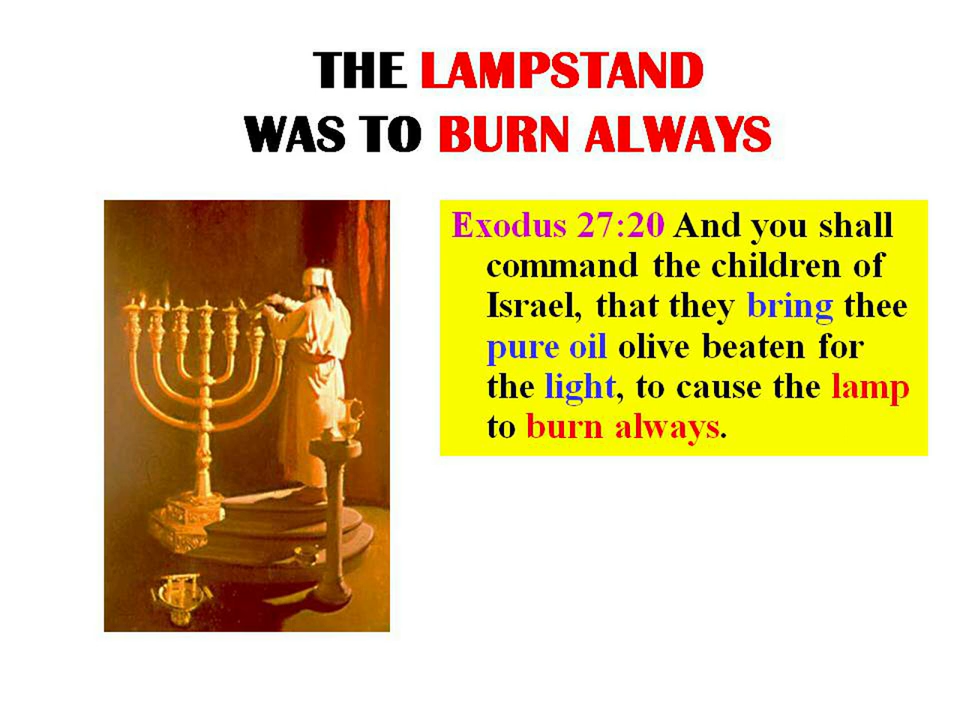 THE LAMPSTAND
WAS TO BURN ALWAYS
Exodus 27:20 And you shall
command the children of
Israel, that they bring thee
pure oil olive beaten for
the light, to cause the lamp
to burn always.